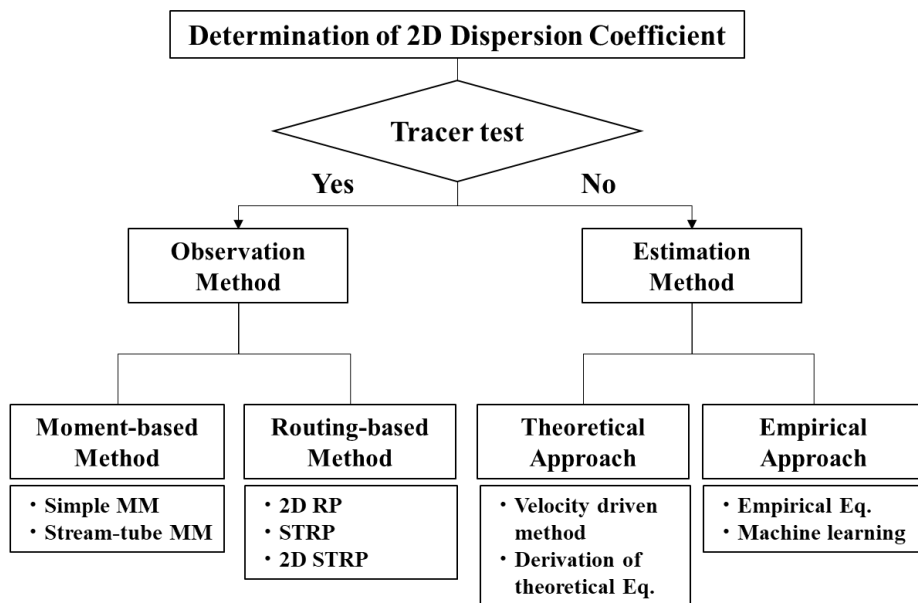 Determination of 2D Dispersion Coefficient
Tracer test
Yes
No
Observation
Method
Estimation
Method
Moment-based
Method
Routing-based
Method
Theoretical
Approach
Empirical
Approach
・Simple MM
・Stream-tube MM
・2D RP
・STRP
・2D STRP
・Velocity driven
method
・Derivation of
theoretical Eq.
・Empirical Eq.
・Machine learning